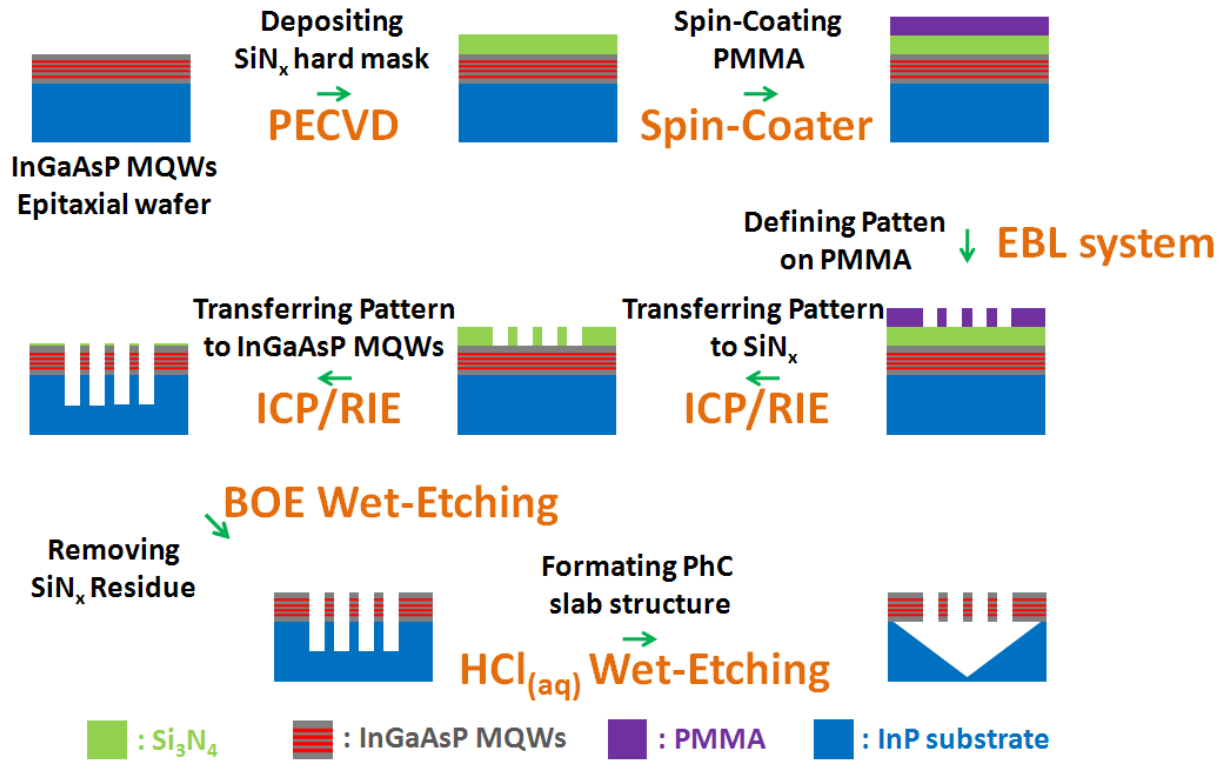 Depositing
SiNx hard mask
PECVD
Spin-Coating
PMMA
Spin-Coater
InGaAsP MQWs
Epitaxial wafer
Defining Patten
on PMMA
EBL system
Transferring Pattern
to SiNx
ICP/RIE
Transferring Pattern
to InGaAsP MQWs
ICP/RIE
BOE Wet-Etching
Removing
SiNx Residue
Formating PhC
slab structure
HCl(aq) Wet-Etching
: Si3N4
: InGaAsP MQWs
: PMMA
: InP substrate